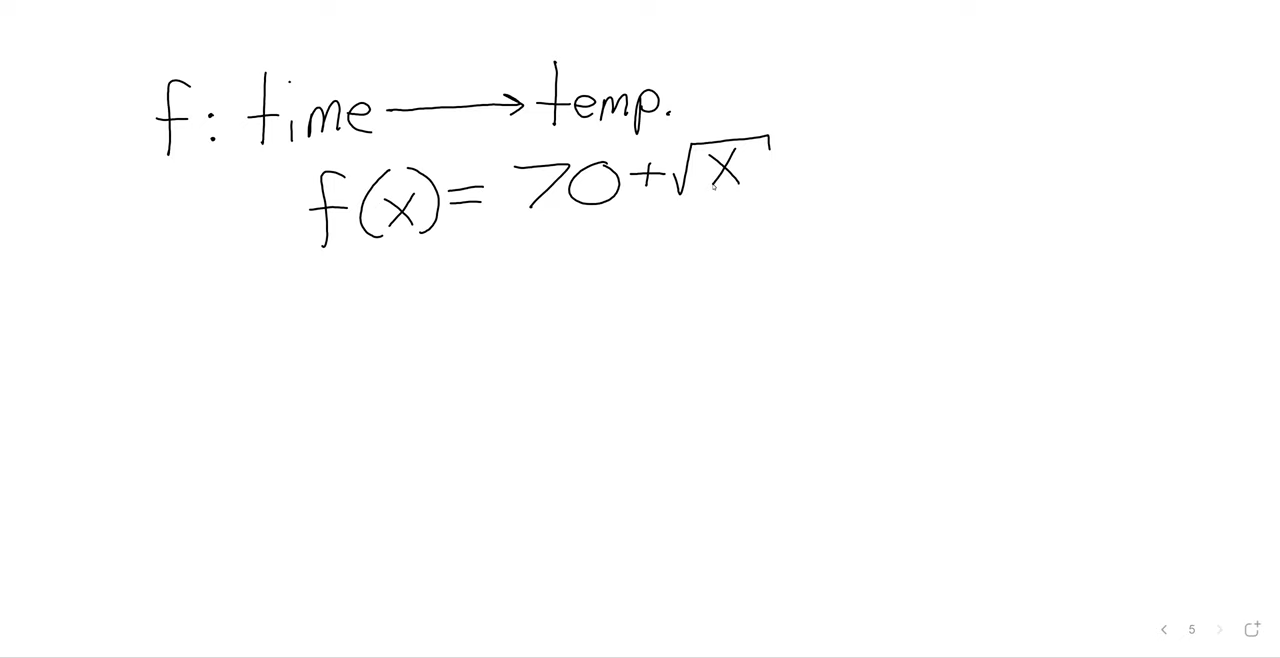 f: time ⟶ temp.
f(x) = 70 + √x
5